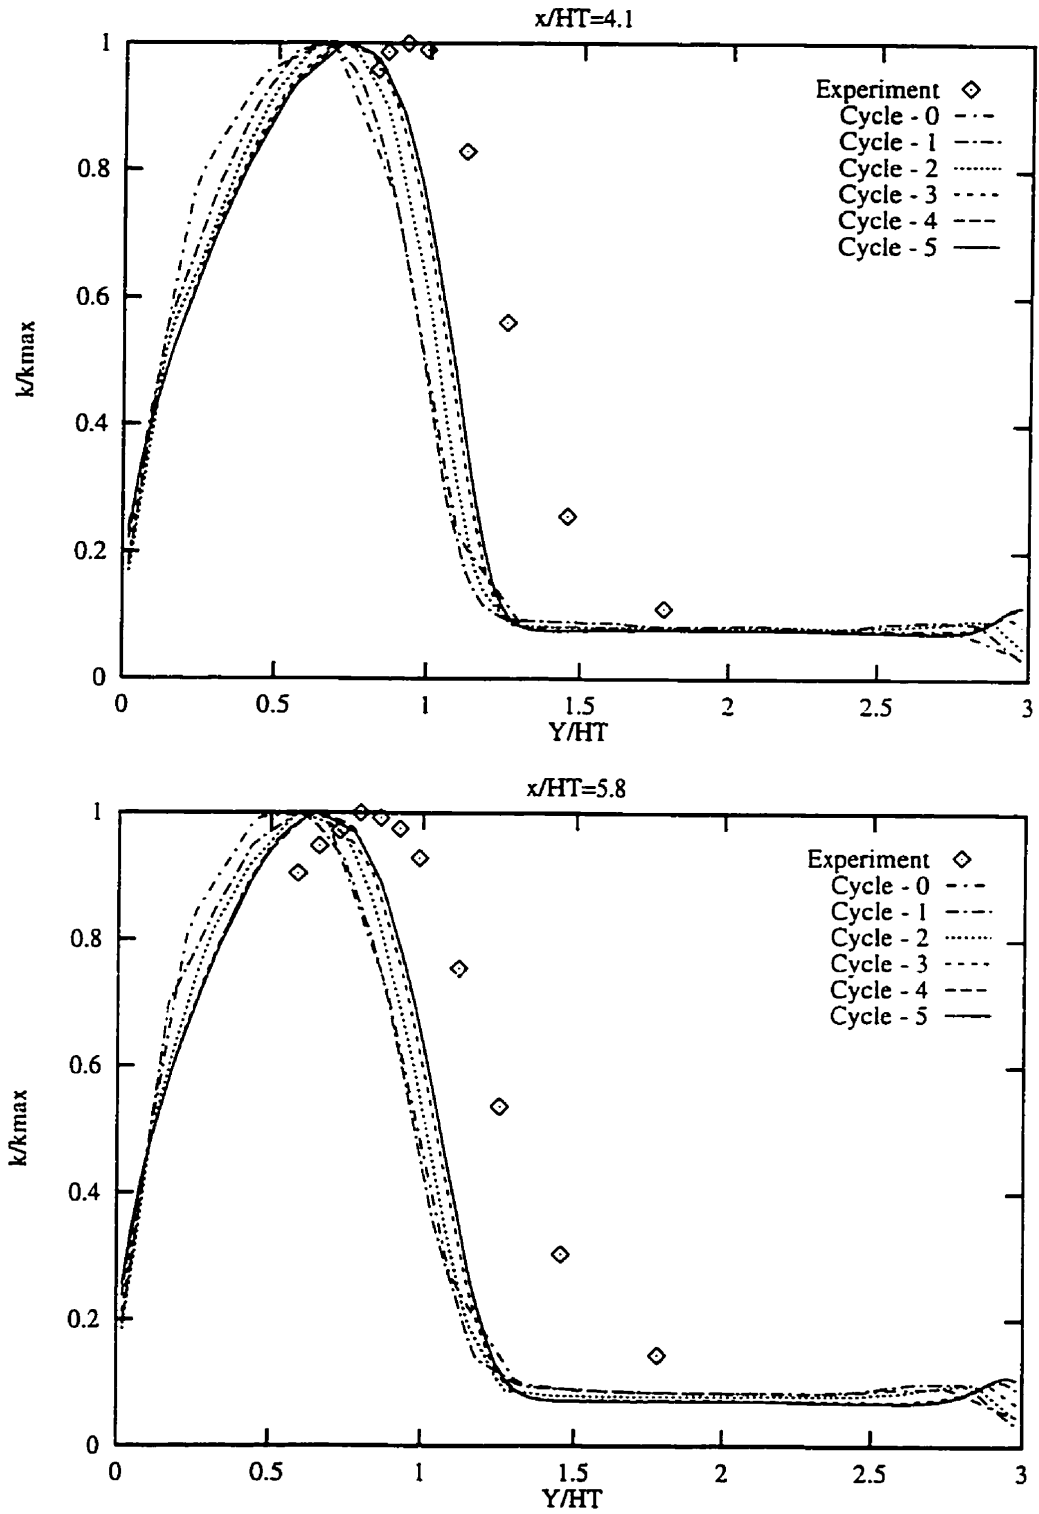 x/HT=4.1
1
0.8
0.6
0.4
0.2
0
k/kmax
Experiment
Cycle - 0
Cycle - 1
Cycle - 2
Cycle - 3
Cycle - 4
Cycle - 5
0 0.5 1 1.5 2 2.5 3
Y/HT
x/HT=5.8
1
0.8
0.6
0.4
0.2
0
k/kmax
Experiment
Cycle - 0
Cycle - 1
Cycle - 2
Cycle - 3
Cycle - 4
Cycle - 5
0 0.5 1 1.5 2 2.5 3
Y/HT